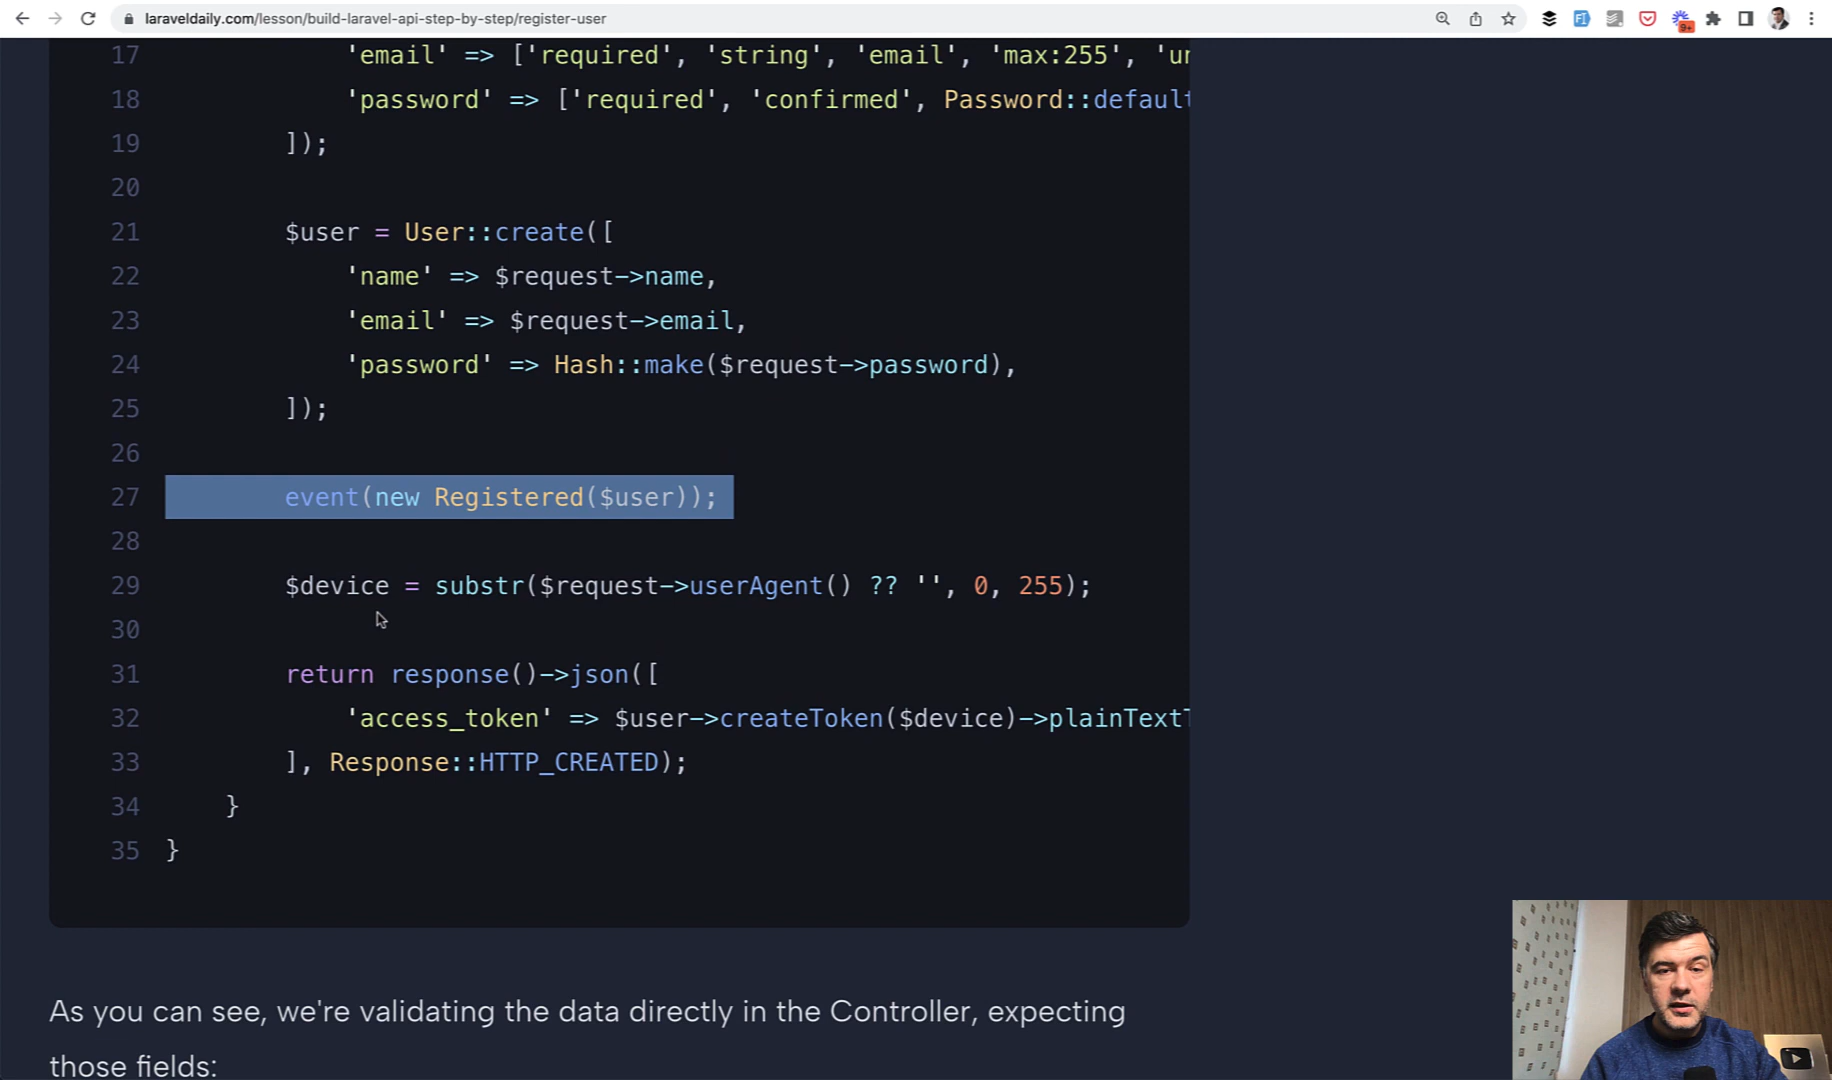 laraveldaily.com/lesson/build-laravel-api-step-by-step/register-user
9+
17 'email' => ['required', 'string', 'email', 'max:255', 'un
18 'password' => ['required', 'confirmed', Password::default
19 ]);
20
21 $user = User::create([
22 'name' => $request->name,
23 'email' => $request->email,
24 'password' => Hash::make($request->password),
25 ]);
26
27 event(new Registered($user));
28
29 $device = substr($request->userAgent() ?? '', 0, 255);
30
31 return response()->json([
32 'access_token' => $user->createToken($device)->plainTextT
33 ], Response::HTTP_CREATED);
34 }
35 }
As you can see, we're validating the data directly in the Controller, expecting
those fields: